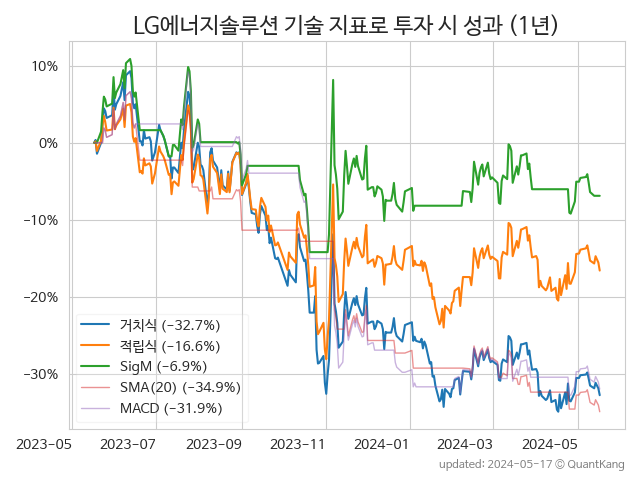 LG에너지솔루션 기술 지표로 투자 시 성과 (1년)
10%
0%
−10%
−20%
−30%
거치식 (−32.7%)
적립식 (−16.6%)
SigM (−6.9%)
SMA(20) (−34.9%)
MACD (−31.9%)
2023-05 2023-07 2023-09 2023-11 2024-01 2024-03 2024-05
updated: 2024-05-17 © QuantKang